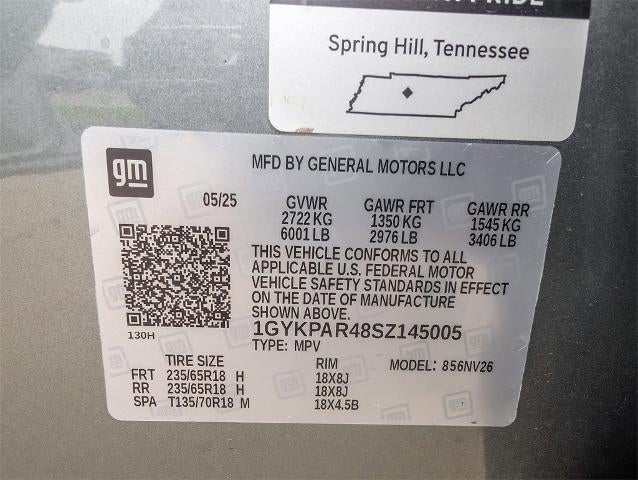 PRIDE
Spring Hill, Tennessee
gm
MFD BY GENERAL MOTORS LLC
05/25
GVWR GAWR FRT GAWR RR
2722 KG 1350 KG 1545 KG
6001 LB 2976 LB 3406 LB
THIS VEHICLE CONFORMS TO ALL
APPLICABLE U.S. FEDERAL MOTOR
VEHICLE SAFETY STANDARDS IN EFFECT
ON THE DATE OF MANUFACTURE
SHOWN ABOVE.
1GYKPAR48SZ145005
130H
TYPE: MPV
TIRE SIZE RIM MODEL: 856NV26
FRT 235/65R18 H 18X8J
RR 235/65R18 H 18X8J
SPA T135/70R18 M 18X4.5B